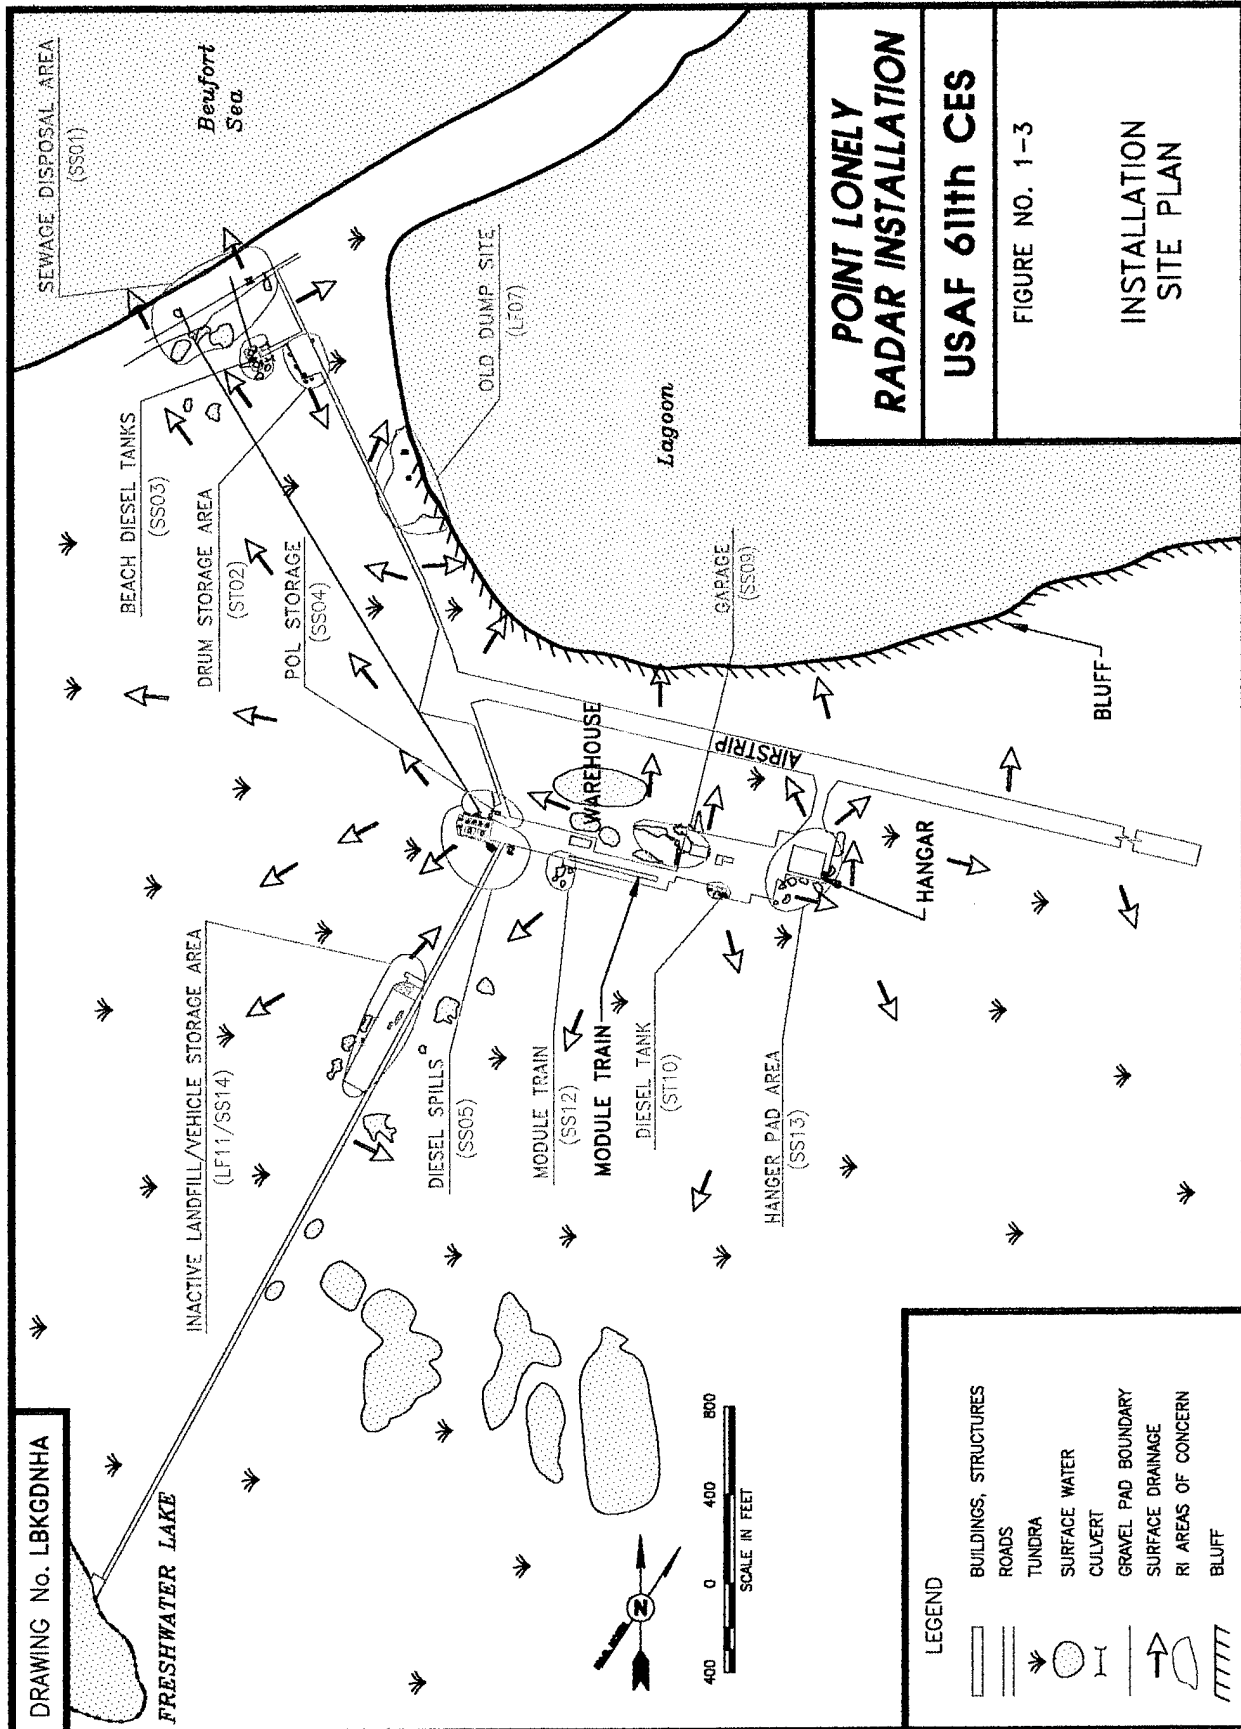 DRAWING No. LBKGDNHA
FRESHWATER LAKE
SEWAGE DISPOSAL AREA
(SS01)
Beufort
Sea
BEACH DIESEL TANKS
(SS03)
DRUM STORAGE AREA
(ST02)
POL STORAGE
(SS04)
OLD DUMP SITE
(LF07)
Lagoon
GARAGE
(SS09)
WAREHOUSE
AIRSTRIP
BLUFF
HANGAR
INACTIVE LANDFILL/VEHICLE STORAGE AREA
(LF11/SS14)
DIESEL SPILLS
(SS05)
MODULE TRAIN
(SS12)
MODULE TRAIN
DIESEL TANK
(ST10)
HANGER PAD AREA
(SS13)
N
400 0 400 800
SCALE IN FEET
LEGEND
BUILDINGS, STRUCTURES
ROADS
TUNDRA
SURFACE WATER
CULVERT
GRAVEL PAD BOUNDARY
SURFACE DRAINAGE
RI AREAS OF CONCERN
BLUFF
POINT LONELY
RADAR INSTALLATION
USAF 611th CES
FIGURE NO. 1-3
INSTALLATION
SITE PLAN